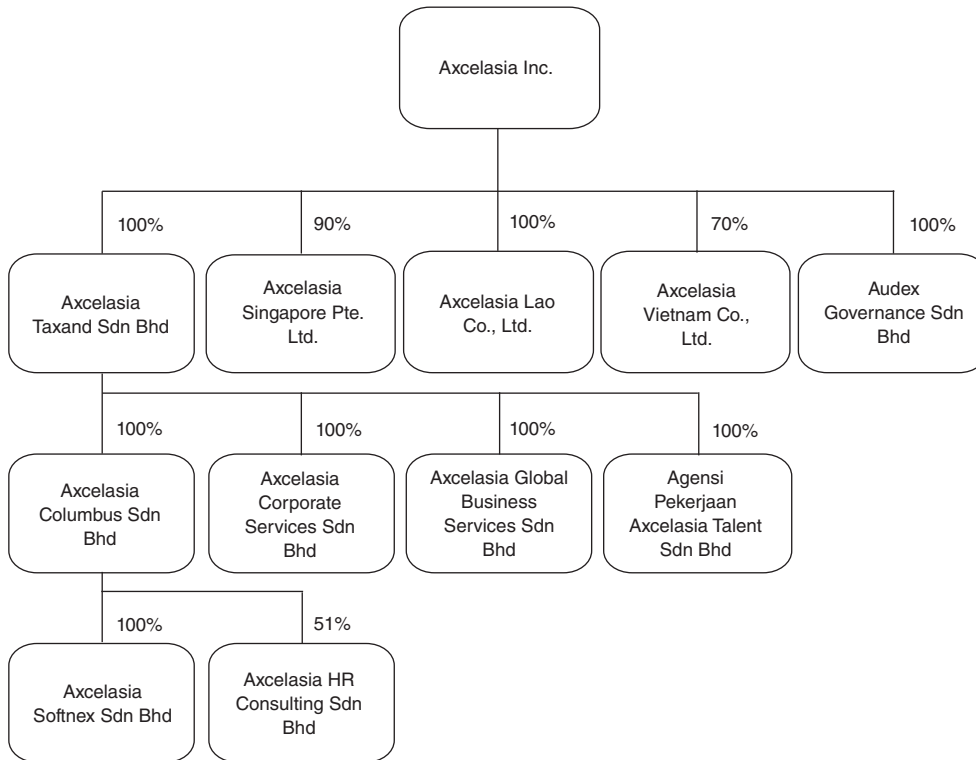 Axcelasia Inc.
100%
90%
100%
70%
100%
Axcelasia
Taxand Sdn Bhd
Axcelasia
Singapore Pte.
Ltd.
Axcelasia Lao
Co., Ltd.
Axcelasia
Vietnam Co.,
Ltd.
Audex
Governance Sdn
Bhd
100%
100%
100%
100%
Axcelasia
Columbus Sdn
Bhd
Axcelasia
Corporate
Services Sdn
Bhd
Axcelasia Global
Business
Services Sdn
Bhd
Agensi
Pekerjaan
Axcelasia Talent
Sdn Bhd
100%
51%
Axcelasia
Softnex Sdn Bhd
Axcelasia HR
Consulting Sdn
Bhd